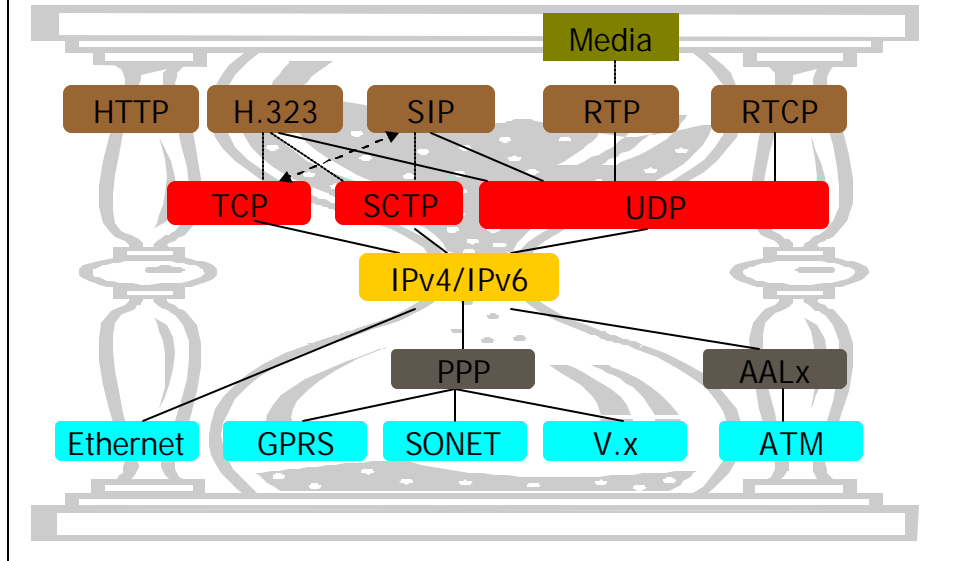 Media
HTTP H.323 SIP RTP RTCP
TCP SCTP UDP
IPv4/IPv6
PPP AALx
Ethernet GPRS SONET V.x ATM